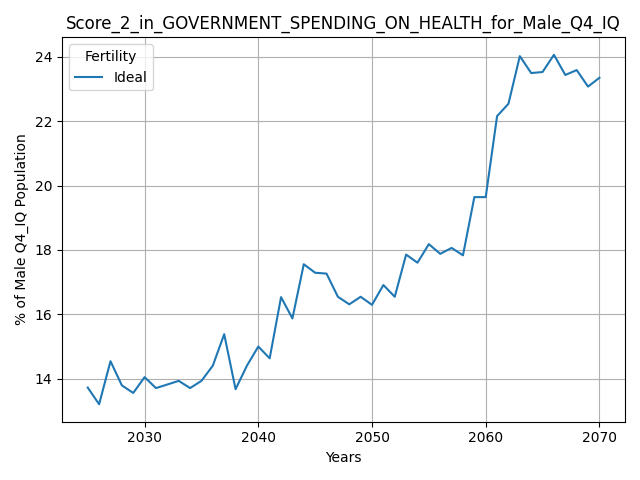 Score_2_in_GOVERNMENT_SPENDING_ON_HEALTH_for_Male_Q4_IQ
Fertility
Ideal
% of Male Q4_IQ Population
24
22
20
18
16
14
2030 2040 2050 2060 2070
Years